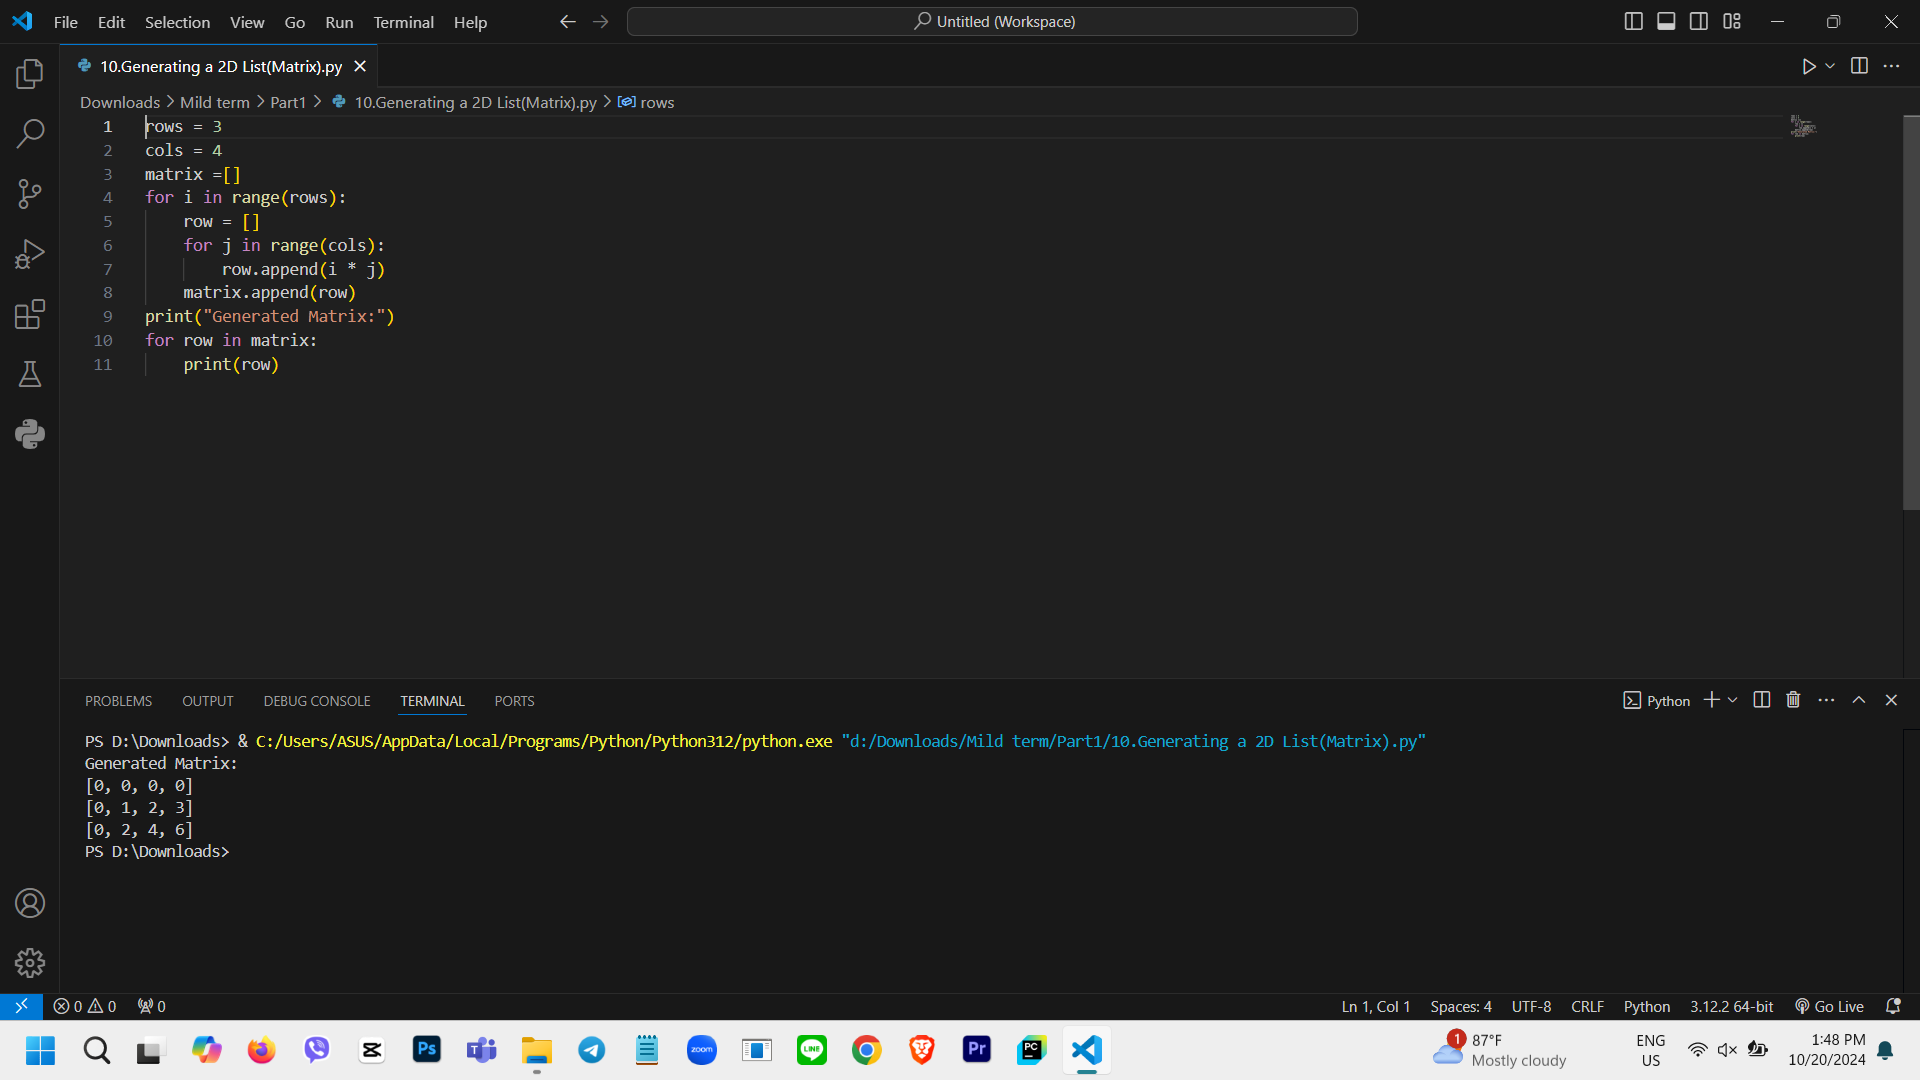 File Edit Selection View Go Run Terminal Help
Untitled (Workspace)
10.Generating a 2D List(Matrix).py
Downloads > Mild term > Part1 > 10.Generating a 2D List(Matrix).py > rows
1 rows = 3
2 cols = 4
3 matrix =[]
4 for i in range(rows):
5 row = []
6 for j in range(cols):
7 row.append(i * j)
8 matrix.append(row)
9 print("Generated Matrix:")
10 for row in matrix:
11 print(row)
PROBLEMS OUTPUT DEBUG CONSOLE TERMINAL PORTS
Python
PS D:\Downloads> & C:/Users/ASUS/AppData/Local/Programs/Python/Python312/python.exe "d:/Downloads/Mild term/Part1/10.Generating a 2D List(Matrix).py"
Generated Matrix:
[0, 0, 0, 0]
[0, 1, 2, 3]
[0, 2, 4, 6]
PS D:\Downloads>
0 0 0
Ln 1, Col 1 Spaces: 4 UTF-8 CRLF Python 3.12.2 64-bit Go Live
Ps
T
zoom
LINE
Pr
PC
1
87°F
Mostly cloudy
ENG
US
1:48 PM
10/20/2024